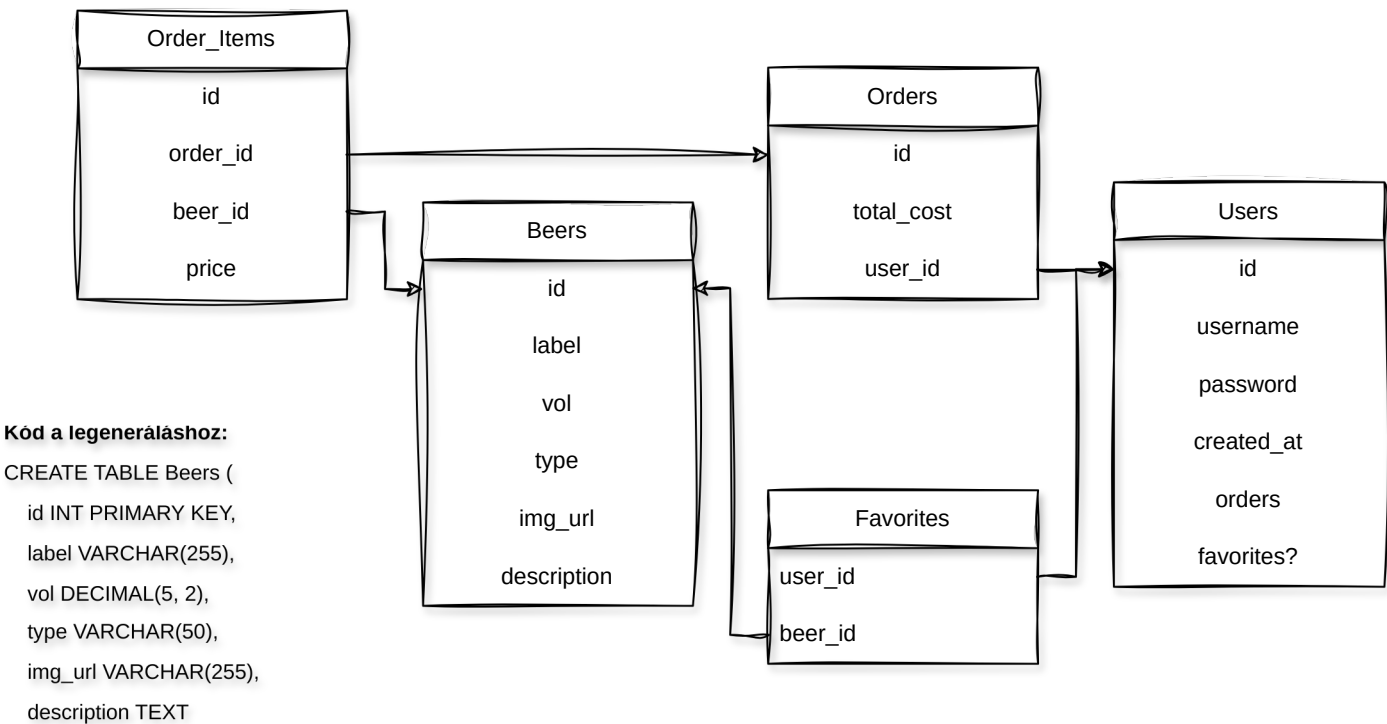 Order_Items
id
order_id
beer_id
price
Orders
id
total_cost
user_id
Users
id
username
password
created_at
orders
favorites?
Beers
id
label
vol
type
img_url
description
Favorites
user_id
beer_id
Kód a legeneráláshoz:
CREATE TABLE Beers (
id INT PRIMARY KEY,
label VARCHAR(255),
vol DECIMAL(5, 2),
type VARCHAR(50),
img_url VARCHAR(255),
description TEXT